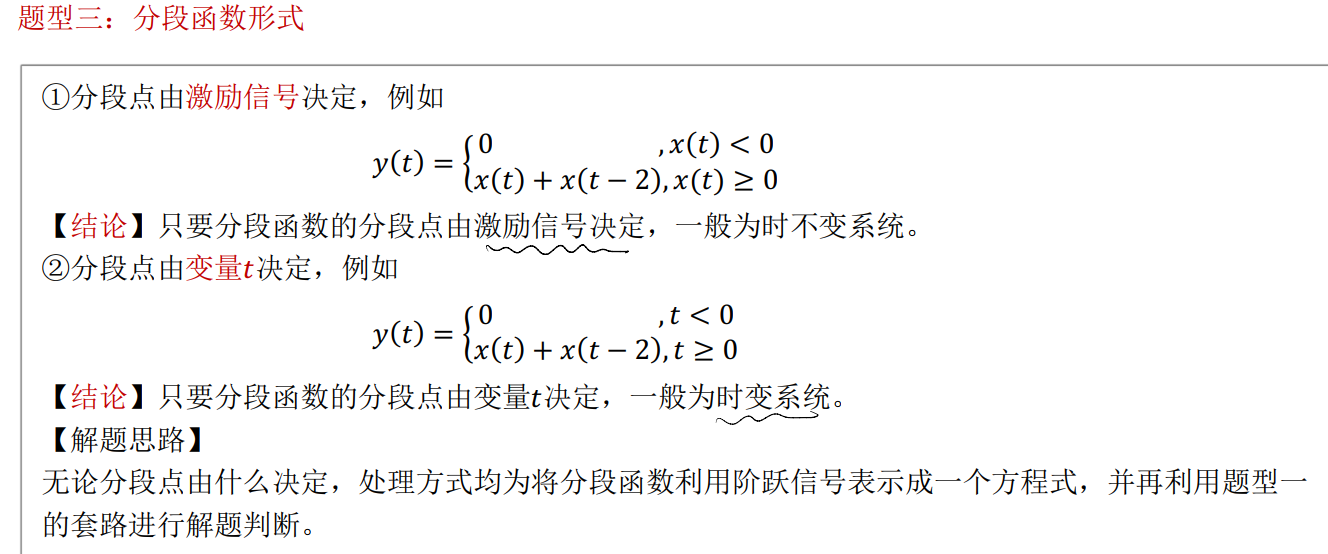 题型三：分段函数形式
①分段点由激励信号决定，例如
y(t) = {0 , x(t) < 0
x(t) + x(t − 2), x(t) ≥ 0
【结论】只要分段函数的分段点由激励信号决定，一般为时不变系统。
②分段点由变量t决定，例如
y(t) = {0 , t < 0
x(t) + x(t − 2), t ≥ 0
【结论】只要分段函数的分段点由变量t决定，一般为时变系统。
【解题思路】
无论分段点由什么决定，处理方式均为将分段函数利用阶跃信号表示成一个方程式，并再利用题型一
的套路进行解题判断。